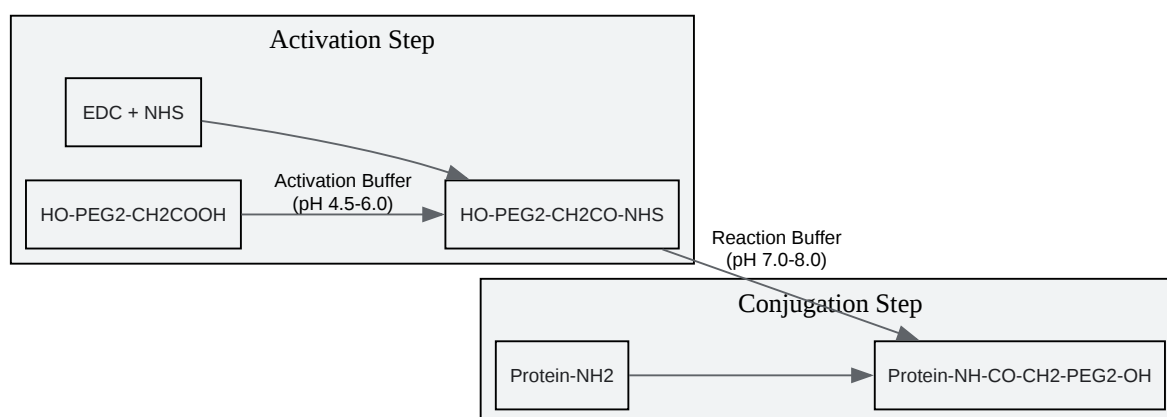 Activation Step
EDC + NHS
HO-PEG2-CH2COOH
Activation Buffer
(pH 4.5-6.0)
HO-PEG2-CH2CO-NHS
Reaction Buffer
(pH 7.0-8.0)
Conjugation Step
Protein-NH2
Protein-NH-CO-CH2-PEG2-OH